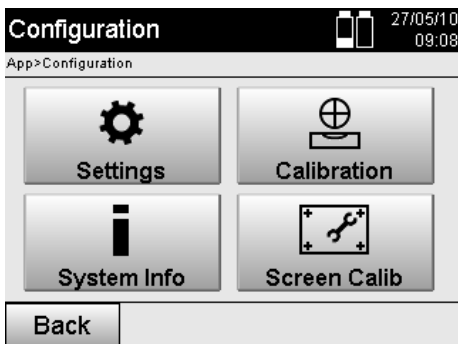 Configuration
27/05/10
09:08
App>Configuration
Settings
Calibration
System Info
Screen Calib
Back